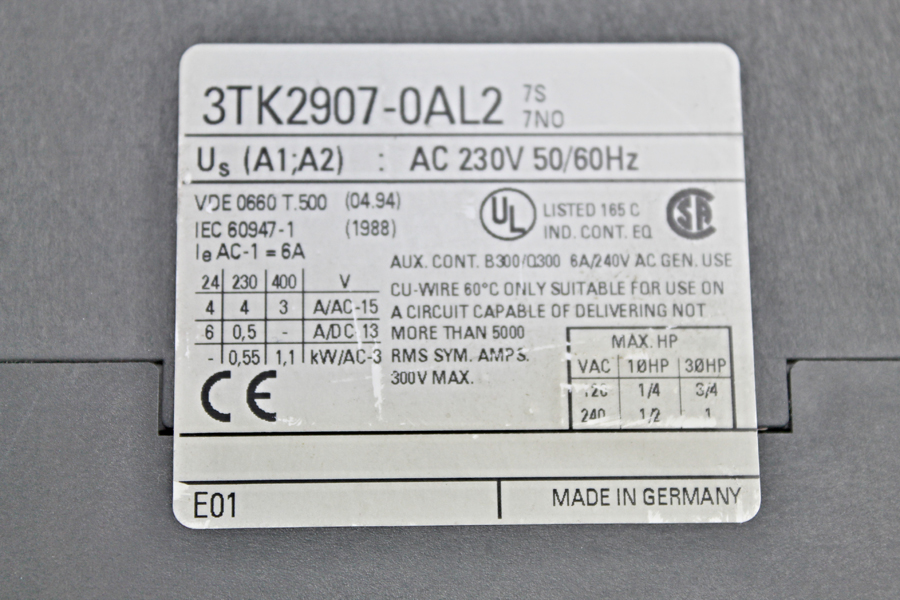 3TK2907-0AL2 7S
7NO
Us (A1;A2) : AC 230V 50/60Hz
VDE 0660 T.500 (04.94)
IEC 60947-1 (1988)
Ie AC-1 = 6A
UL LISTED 165 C
IND. CONT. EQ
SA
AUX. CONT. B300/Q300 6A/240V AC GEN. USE
24 230 400 V
4 4 3 A/AC-15
6 0,5 - A/DC-13
- 0,55 1,1 kW/AC-3
CU-WIRE 60°C ONLY SUITABLE FOR USE ON
A CIRCUIT CAPABLE OF DELIVERING NOT
MORE THAN 5000
RMS SYM. AMPS.
300V MAX.
MAX. HP
VAC 1ØHP 3ØHP
120 1/4 3/4
240 1/2 1
CE
E01 MADE IN GERMANY